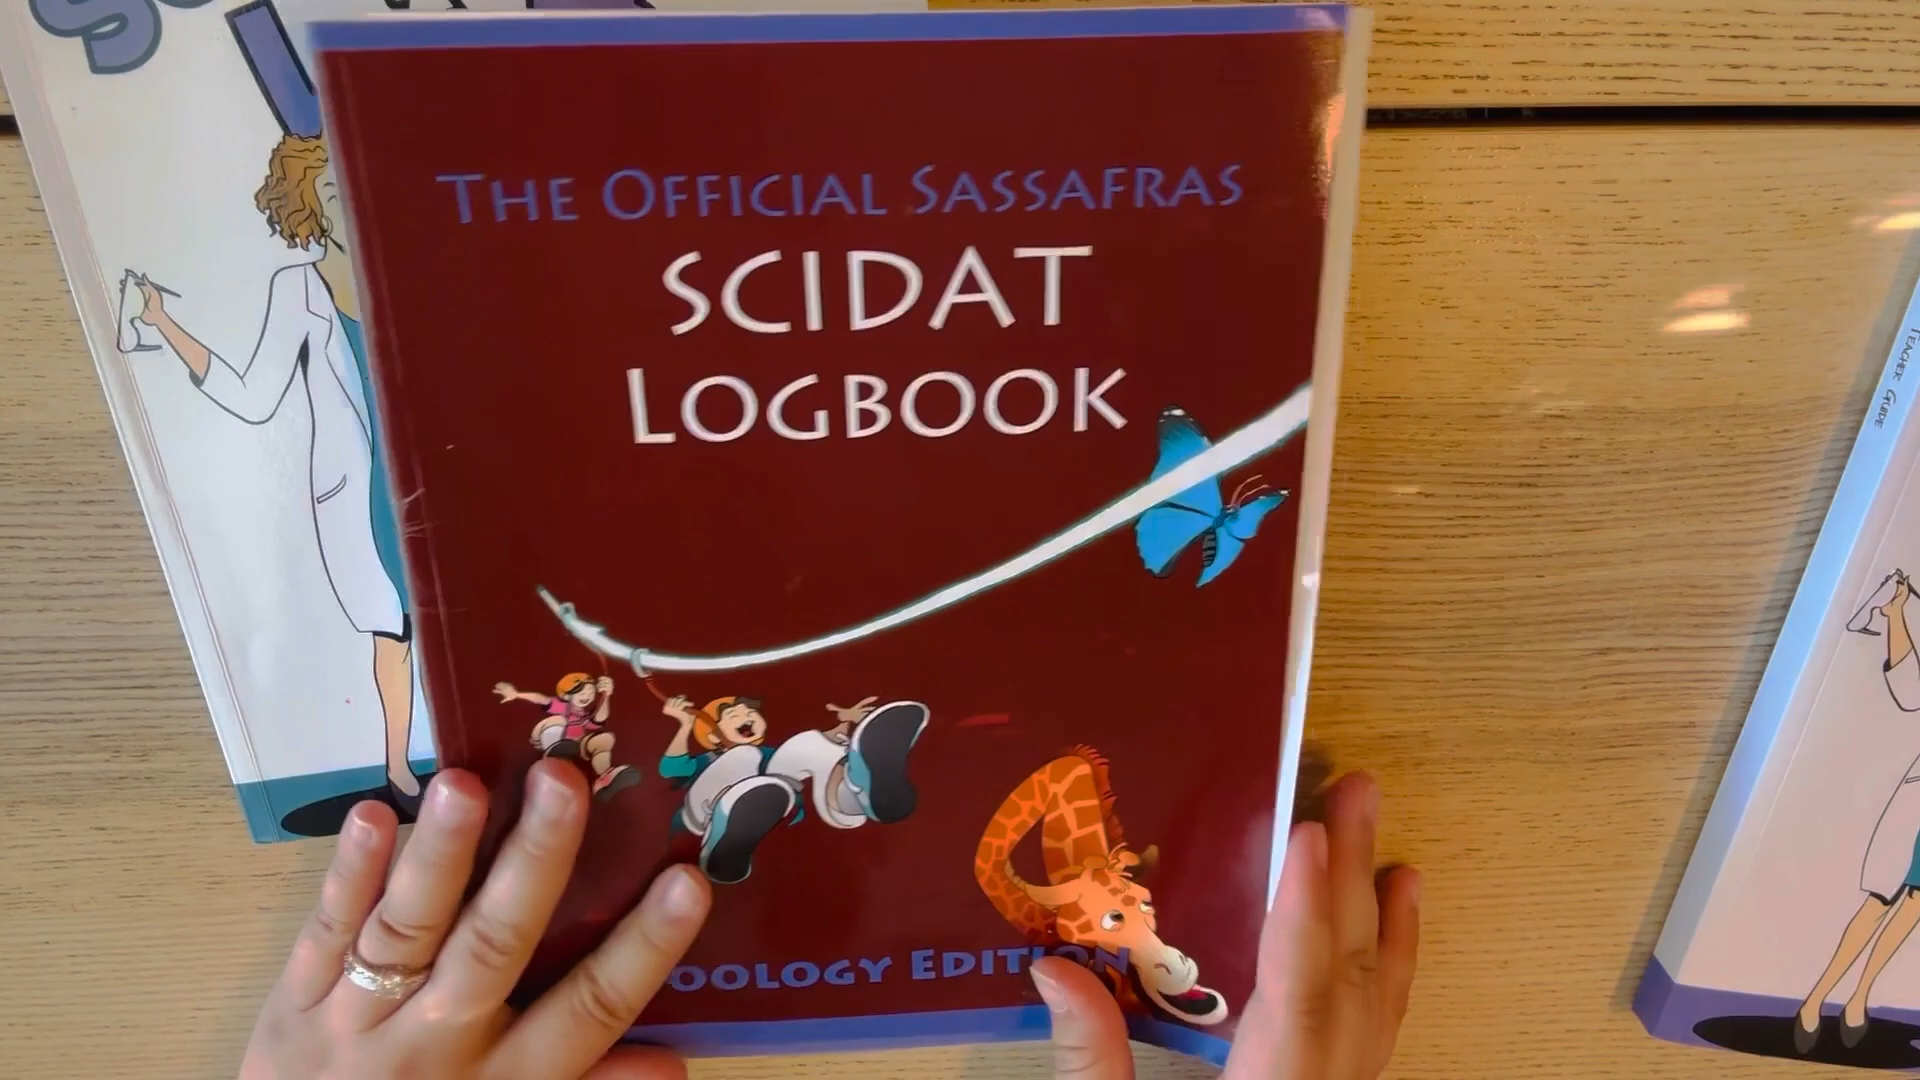 THE OFFICIAL SASSAFRAS
SCIDAT
LOGBOOK
OOLOGY EDITION
TEACHER GUIDE